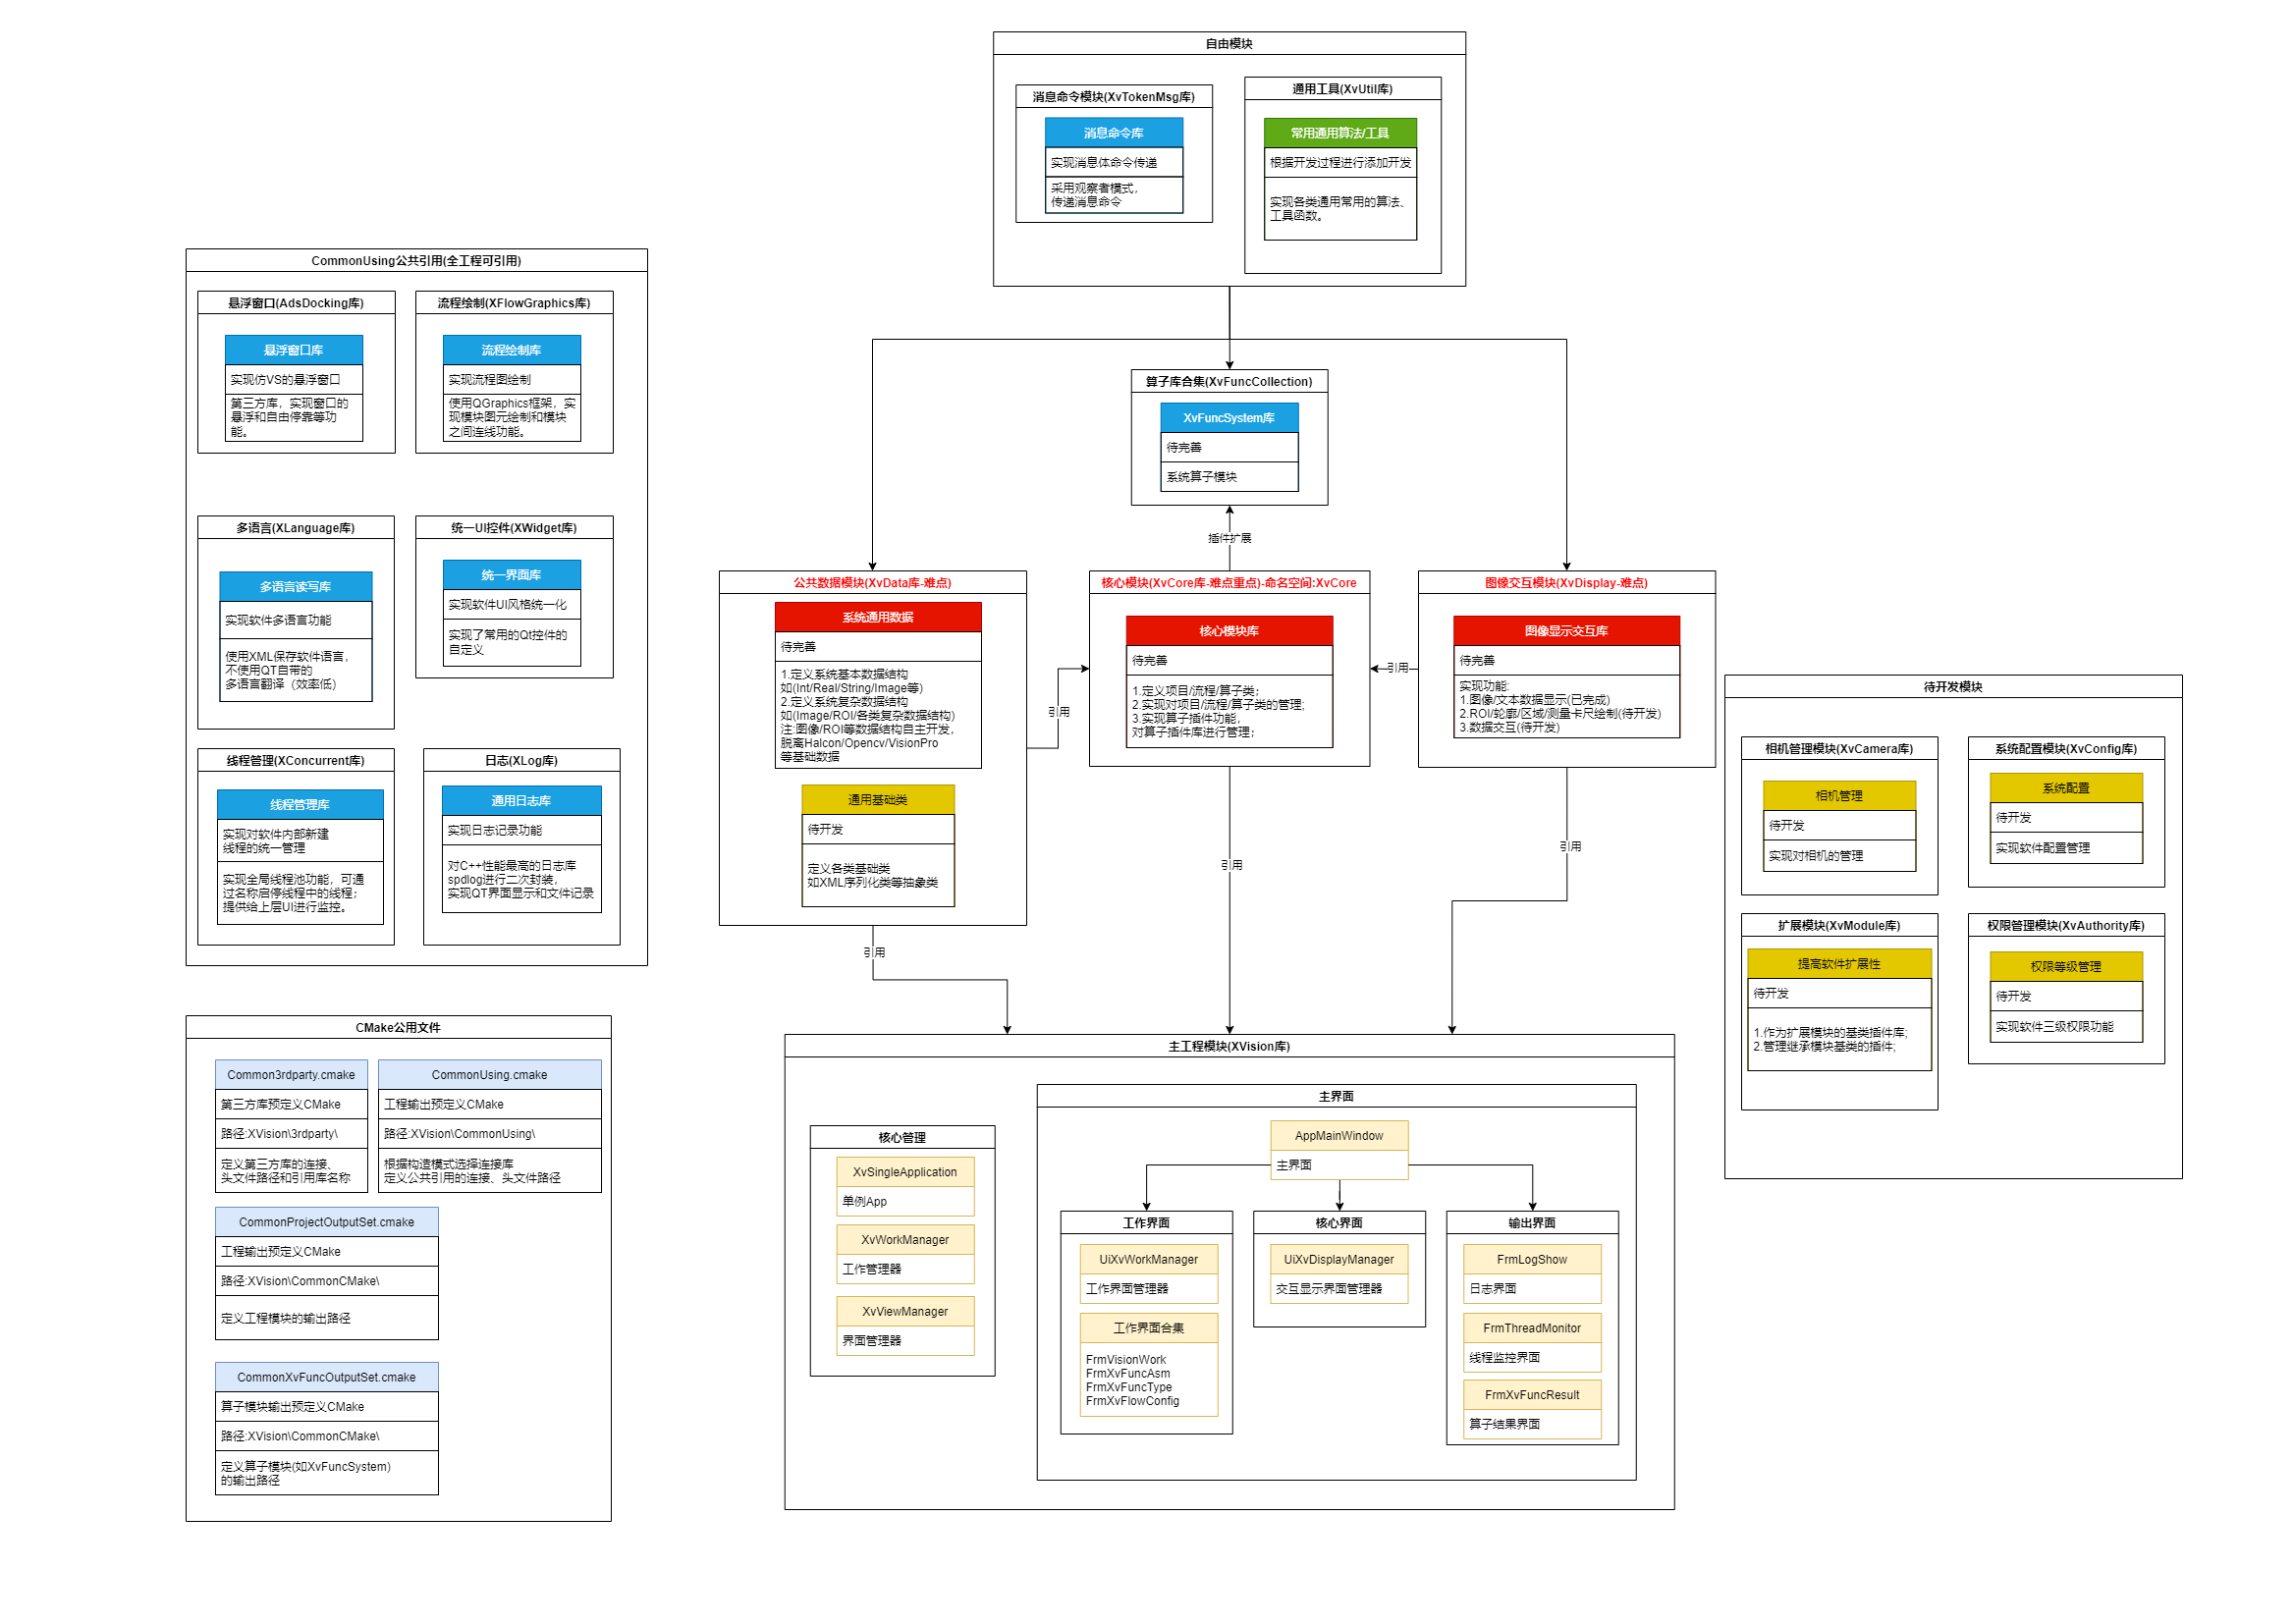 自由模块
消息命令模块(XvTokenMsg库)
消息命令库
实现消息体命令传递
采用观察者模式，
传递消息命令
通用工具(XvUtil库)
常用通用算法/工具
根据开发过程进行添加开发
实现各类通用常用的算法、
工具函数。
CommonUsing公共引用(全工程可引用)
悬浮窗口(AdsDocking库)
悬浮窗口库
实现仿VS的悬浮窗口
第三方库，实现窗口的
悬浮和自由停靠等功
能。
流程绘制(XFlowGraphics库)
流程绘制库
实现流程图绘制
使用QGraphics框架，实
现模块图元绘制和模块
之间连线功能。
多语言(XLanguage库)
多语言读写库
实现软件多语言功能
使用XML保存软件语言，
不使用QT自带的
多语言翻译（效率低）
统一UI控件(XWidget库)
统一界面库
实现软件UI风格统一化
实现了常用的Qt控件的
自定义
线程管理(XConcurrent库)
线程管理库
实现对软件内部新建
线程的统一管理
实现全局线程池功能，可通
过名称启停线程中的线程；
提供给上层UI进行监控。
日志(XLog库)
通用日志库
实现日志记录功能
对C++性能最高的日志库
spdlog进行二次封装，
实现QT界面显示和文件记录
算子库合集(XvFuncCollection)
XvFuncSystem库
待完善
系统算子模块
插件扩展
公共数据模块(XvData库-难点)
系统通用数据
待完善
1.定义系统基本数据结构
如(Int/Real/String/Image等)
2.定义系统复杂数据结构
如(Image/ROI/各类复杂数据结构)
注:图像/ROI等数据结构自主开发，
脱离Halcon/Opencv/VisionPro
等基础数据
通用基础类
待开发
定义各类基础类
如XML序列化类等抽象类
引用
核心模块(XvCore库-难点重点)-命名空间:XvCore
核心模块库
待完善
1.定义项目/流程/算子类；
2.实现对项目/流程/算子类的管理;
3.实现算子插件功能，
对算子插件库进行管理；
引用
图像交互模块(XvDisplay-难点)
图像显示交互库
待完善
实现功能:
1.图像/文本数据显示(已完成)
2.ROI/轮廓/区域/测量卡尺绘制(待开发)
3.数据交互(待开发)
引用
引用
引用
待开发模块
相机管理模块(XvCamera库)
相机管理
待开发
实现对相机的管理
系统配置模块(XvConfig库)
系统配置
待开发
实现软件配置管理
扩展模块(XvModule库)
提高软件扩展性
待开发
1.作为扩展模块的基类插件库;
2.管理继承模块基类的插件;
权限管理模块(XvAuthority库)
权限等级管理
待开发
实现软件三级权限功能
CMake公用文件
Common3rdparty.cmake
第三方库预定义CMake
路径:XVision\3rdparty\
定义第三方库的连接、
头文件路径和引用库名称
CommonUsing.cmake
工程输出预定义CMake
路径:XVision\CommonUsing\
根据构造模式选择连接库
定义公共引用的连接、头文件路径
CommonProjectOutputSet.cmake
工程输出预定义CMake
路径:XVision\CommonCMake\
定义工程模块的输出路径
CommonXvFuncOutputSet.cmake
算子模块输出预定义CMake
路径:XVision\CommonCMake\
定义算子模块(如XvFuncSystem)
的输出路径
主工程模块(XVision库)
核心管理
XvSingleApplication
单例App
XvWorkManager
工作管理器
XvViewManager
界面管理器
主界面
AppMainWindow
主界面
工作界面
UiXvWorkManager
工作界面管理器
工作界面合集
FrmVisionWork
FrmXvFuncAsm
FrmXvFuncType
FrmXvFlowConfig
核心界面
UiXvDisplayManager
交互显示界面管理器
输出界面
FrmLogShow
日志界面
FrmThreadMonitor
线程监控界面
FrmXvFuncResult
算子结果界面